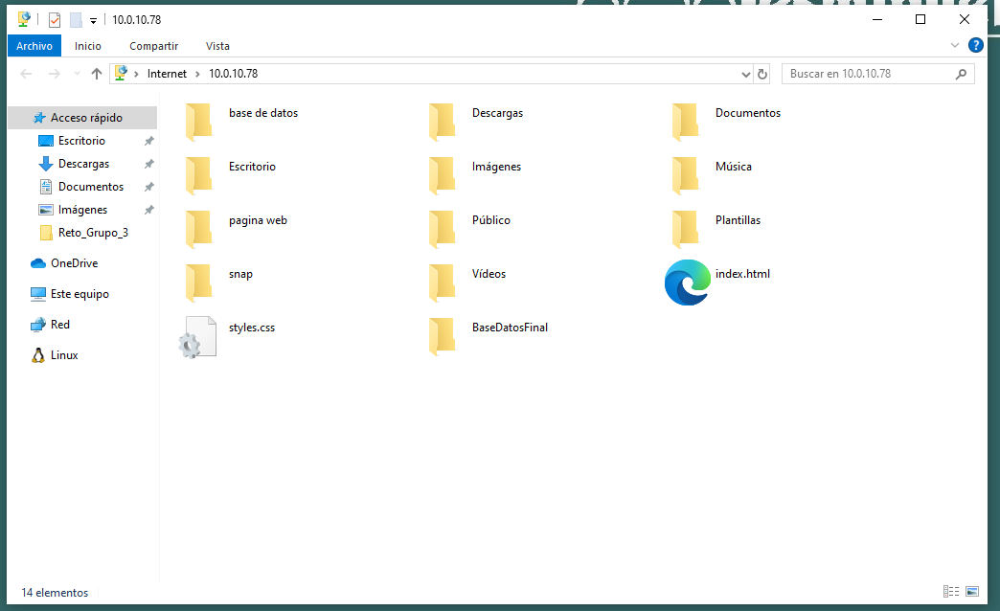 10.0.10.78
Archivo Inicio Compartir Vista
Internet 10.0.10.78 Buscar en 10.0.10.78
Acceso rápido
Escritorio
Descargas
Documentos
Imágenes
Reto_Grupo_3
OneDrive
Este equipo
Red
Linux
base de datos Descargas Documentos
Escritorio Imágenes Música
pagina web Público Plantillas
snap Vídeos index.html
styles.css BaseDatosFinal
14 elementos